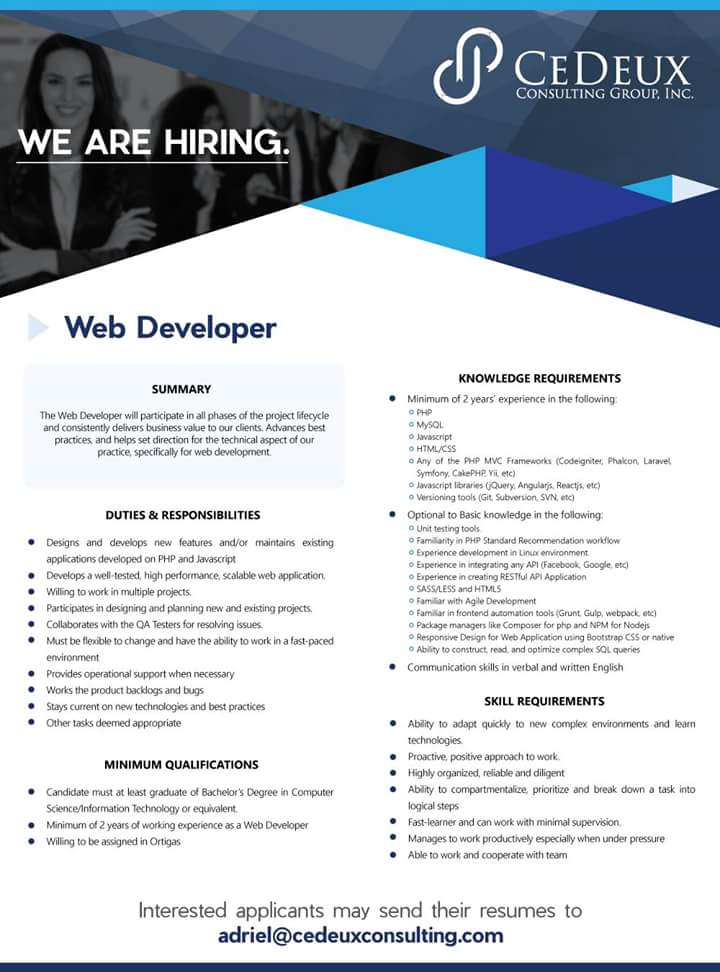 CEDEUX
CONSULTING GROUP, INC.
WE ARE HIRING.
Web Developer
SUMMARY
The Web Developer will participate in all phases of the project lifecycle
and consistently delivers business value to our clients. Advances best
practices, and helps set direction for the technical aspect of our
practice, specifically for web development.
DUTIES & RESPONSIBILITIES
Designs and develops new features and/or maintains existing
applications developed on PHP and Javascript
Develops a well-tested, high performance, scalable web application.
Willing to work in multiple projects.
Participates in designing and planning new and existing projects.
Collaborates with the QA Testers for resolving issues.
Must be flexible to change and have the ability to work in a fast-paced
environment
Provides operational support when necessary
Works the product backlogs and bugs
Stays current on new technologies and best practices
Other tasks deemed appropriate
MINIMUM QUALIFICATIONS
Candidate must at least graduate of Bachelor's Degree in Computer
Science/Information Technology or equivalent.
Minimum of 2 years of working experience as a Web Developer
Willing to be assigned in Ortigas
KNOWLEDGE REQUIREMENTS
Minimum of 2 years' experience in the following:
PHP
MySQL
Javascript
HTML/CSS
Any of the PHP MVC Frameworks (Codeigniter, Phalcon, Laravel,
Symfony, CakePHP, Yii, etc)
Javascript libraries (jQuery, Angularjs, Reactjs, etc)
Versioning tools (Git, Subversion, SVN, etc)
Optional to Basic knowledge in the following:
Unit testing tools.
Familiarity in PHP Standard Recommendation workflow
Experience development in Linux environment.
Experience in integrating any API (Facebook, Google, etc)
Experience in creating RESTful API Application
SASS/LESS and HTML5
Familiar with Agile Development
Familiar in frontend automation tools (Grunt, Gulp, webpack, etc)
Package managers like Composer for php and NPM for Nodejs
Responsive Design for Web Application using Bootstrap CSS or native
Ability to construct, read, and optimize complex SQL queries
Communication skills in verbal and written English
SKILL REQUIREMENTS
Ability to adapt quickly to new complex environments and learn
technologies.
Proactive, positive approach to work.
Highly organized, reliable and diligent
Ability to compartmentalize, prioritize and break down a task into
logical steps
Fast-learner and can work with minimal supervision.
Manages to work productively especially when under pressure
Able to work and cooperate with team
Interested applicants may send their resumes to
adriel@cedeuxconsulting.com